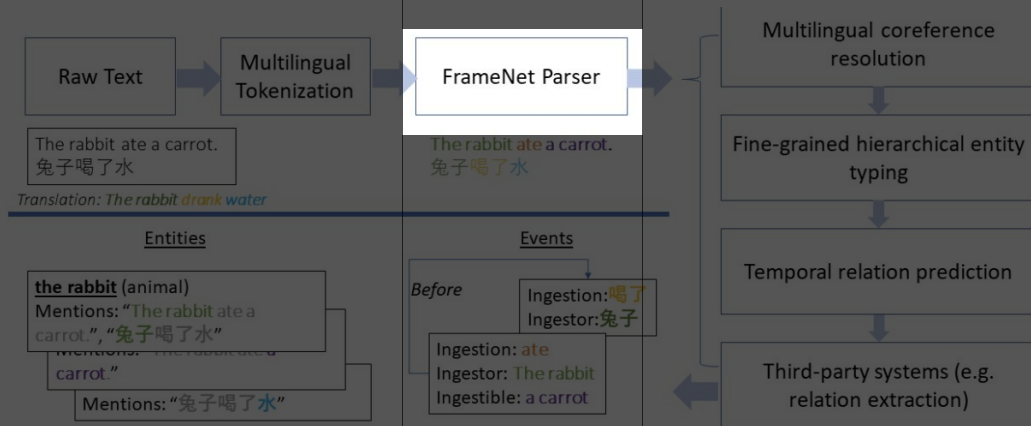 Raw Text
Multilingual
Tokenization
FrameNet Parser
Multilingual coreference
resolution
Fine-grained hierarchical entity
typing
Temporal relation prediction
Third-party systems (e.g.
relation extraction)
The rabbit ate a carrot.
兔子喝了水
Translation: The rabbit drank water
The rabbit ate a carrot.
兔子喝了水
Entities
the rabbit (animal)
Mentions: “The rabbit ate a
carrot.”, “兔子喝了水”
carrot.”
Mentions: “兔子喝了水”
Events
Before
Ingestion:喝了
Ingestor:兔子
Ingestion: ate
Ingestor: The rabbit
Ingestible: a carrot